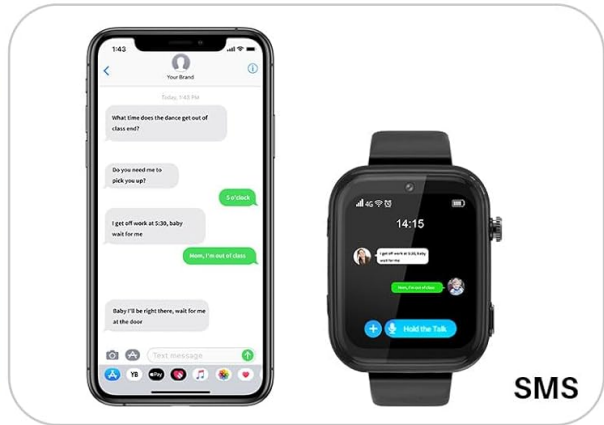 1:43
Your Brand
Today, 1:43 PM
What time does the dance get out of
class end?
Do you need me to
pick you up?
5 o'clock
I get off work at 5:30, baby
wait for me
Mom, I'm out of class
Baby I'll be right there, wait for me
at the door
Text message
YB
Pay
4G
14:15
I get off work at 5:30, baby
wait for me
Mom, I'm out of class
Hold the Talk
SMS